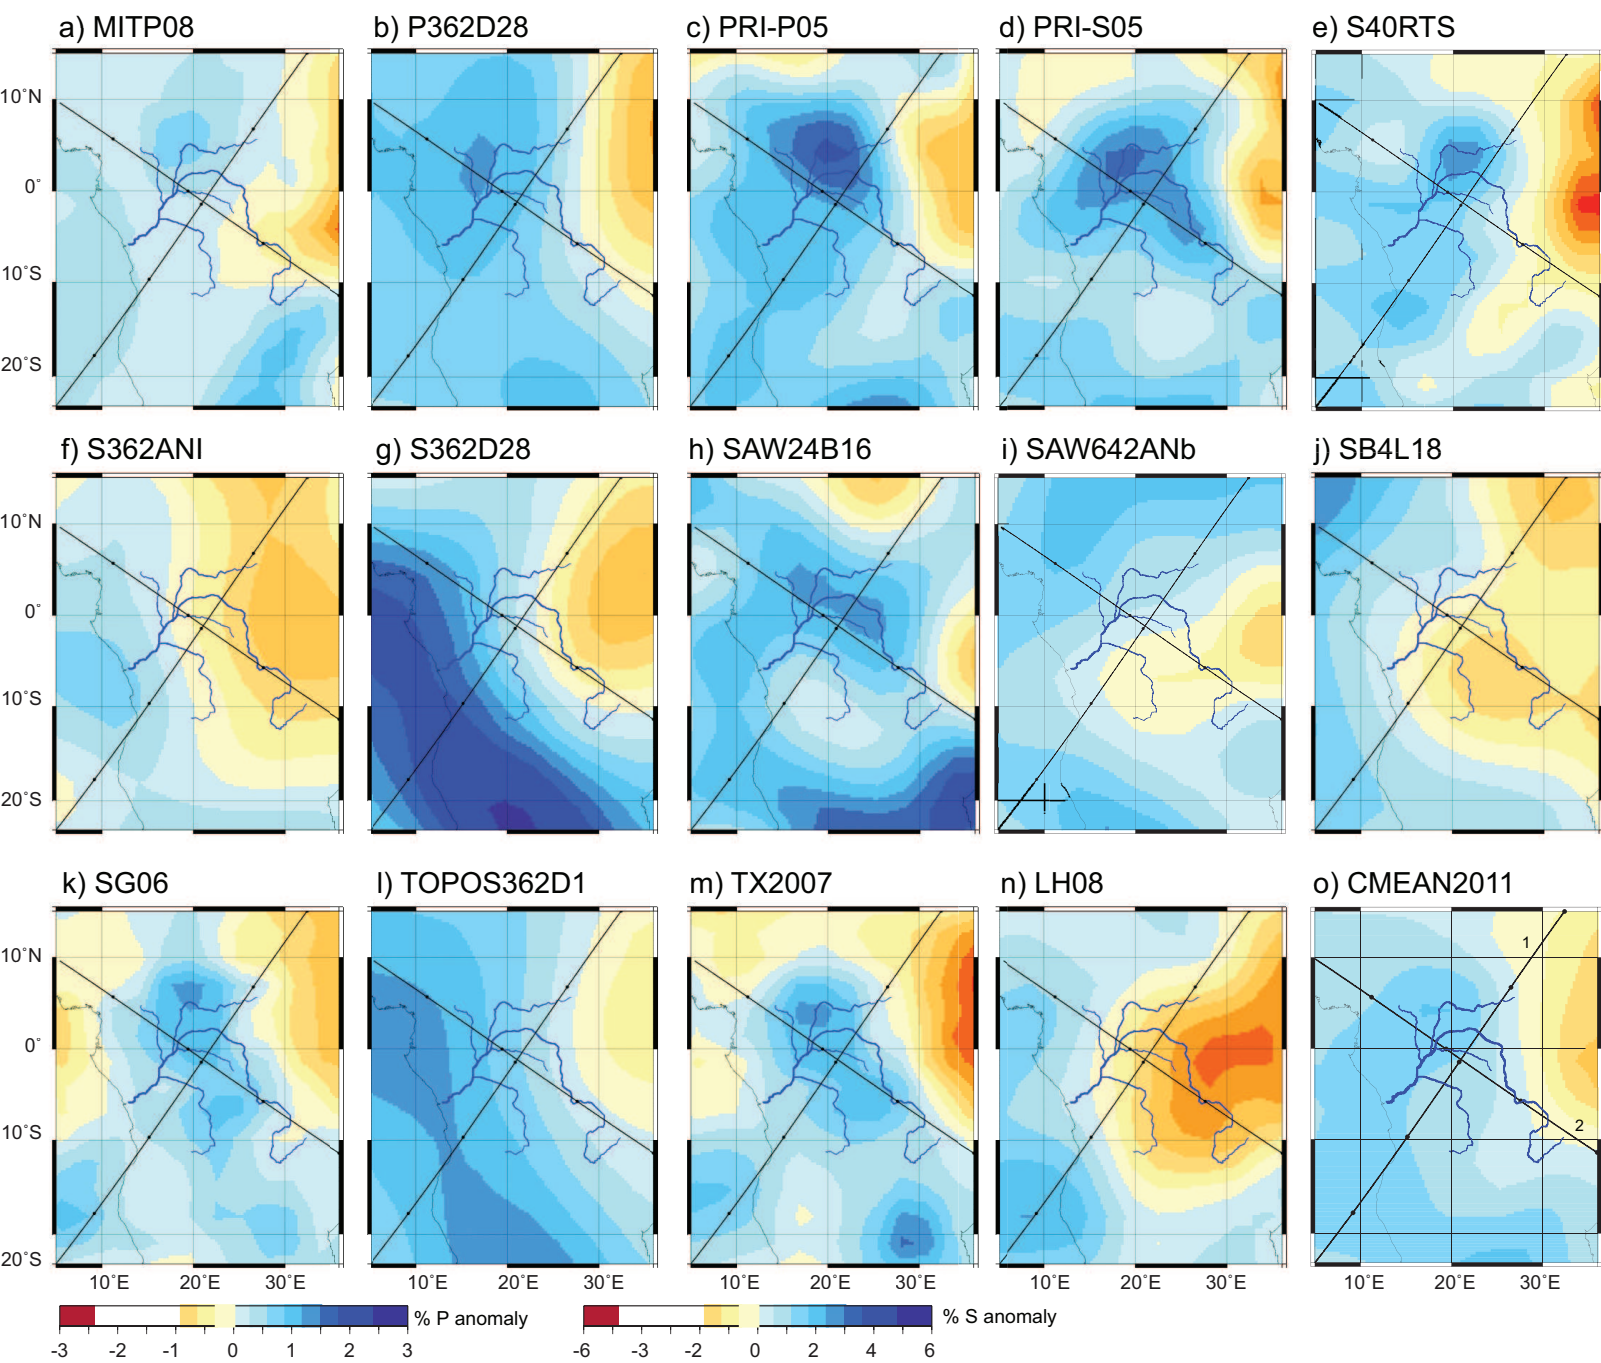 a) MITP08 b) P362D28 c) PRI-P05 d) PRI-S05 e) S40RTS
10°N
0°
10°S
20°S
f) S362ANI g) S362D28 h) SAW24B16 i) SAW642ANb j) SB4L18
10°N
0°
10°S
20°S
k) SG06 l) TOPOS362D1 m) TX2007 n) LH08 o) CMEAN2011
1
10°N
0°
2
10°S
20°S
10°E 20°E 30°E 10°E 20°E 30°E 10°E 20°E 30°E 10°E 20°E 30°E 10°E 20°E 30°E
% P anomaly % S anomaly
-3 -2 -1 0 1 2 3 -6 -3 -2 0 2 3 6